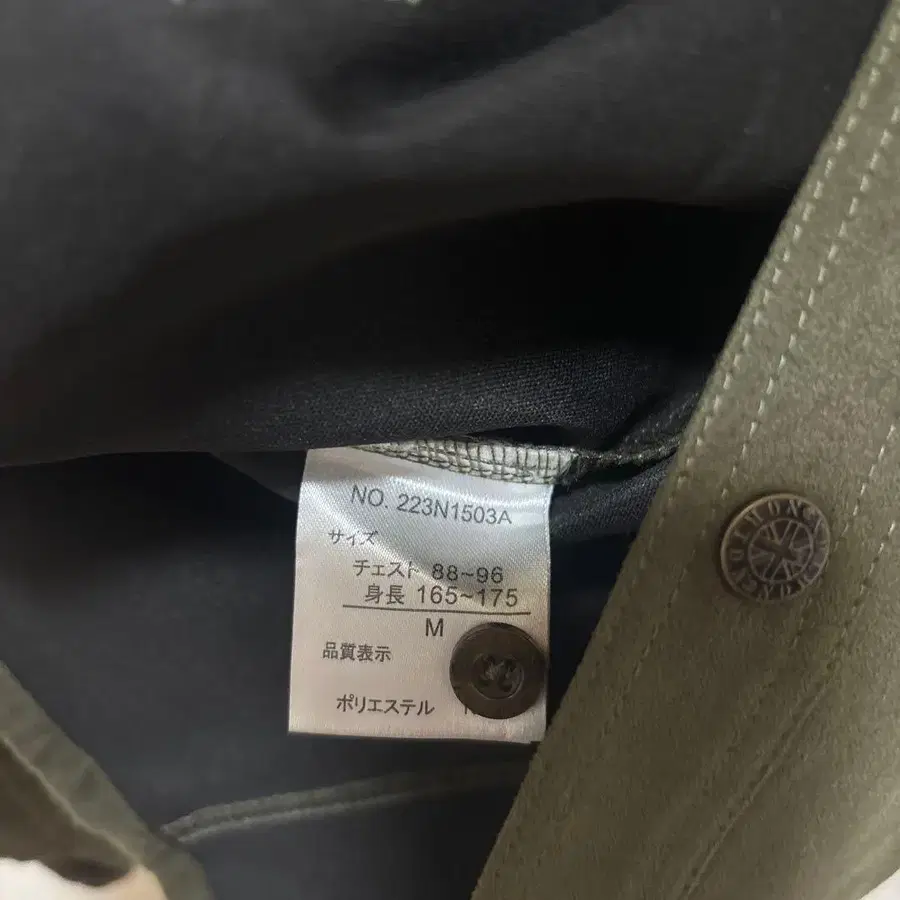 NO. 223N1503A
サイズ
チェスト 88~96
身長 165~175
M
品質表示
ポリエステル